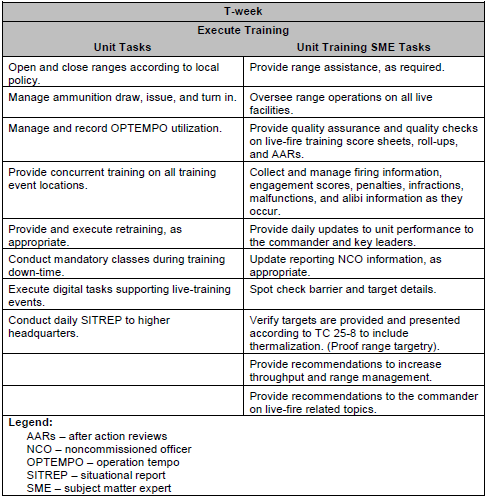 T-week
Execute Training
Unit Tasks
Unit Training SME Tasks
Open and close ranges according to local
policy.
Provide range assistance, as required.
Manage ammunition draw, issue, and turn in.
Oversee range operations on all live
facilities.
Manage and record OPTEMPO utilization.
Provide quality assurance and quality checks
on live-fire training score sheets, roll-ups,
and AARs.
Provide concurrent training on all training
event locations.
Collect and manage firing information,
engagement scores, penalties, infractions,
malfunctions, and alibi information as they
occur.
Provide and execute retraining, as
appropriate.
Provide daily updates to unit performance to
the commander and key leaders.
Conduct mandatory classes during training
down-time.
Update reporting NCO information, as
appropriate.
Execute digital tasks supporting live-training
events.
Spot check barrier and target details.
Conduct daily SITREP to higher
headquarters.
Verify targets are provided and presented
according to TC 25-8 to include
thermalization. (Proof range targetry).
Provide recommendations to increase
throughput and range management.
Provide recommendations to the commander
on live-fire related topics.
Legend:
AARs – after action reviews
NCO – noncommissioned officer
OPTEMPO – operation tempo
SITREP – situational report
SME – subject matter expert